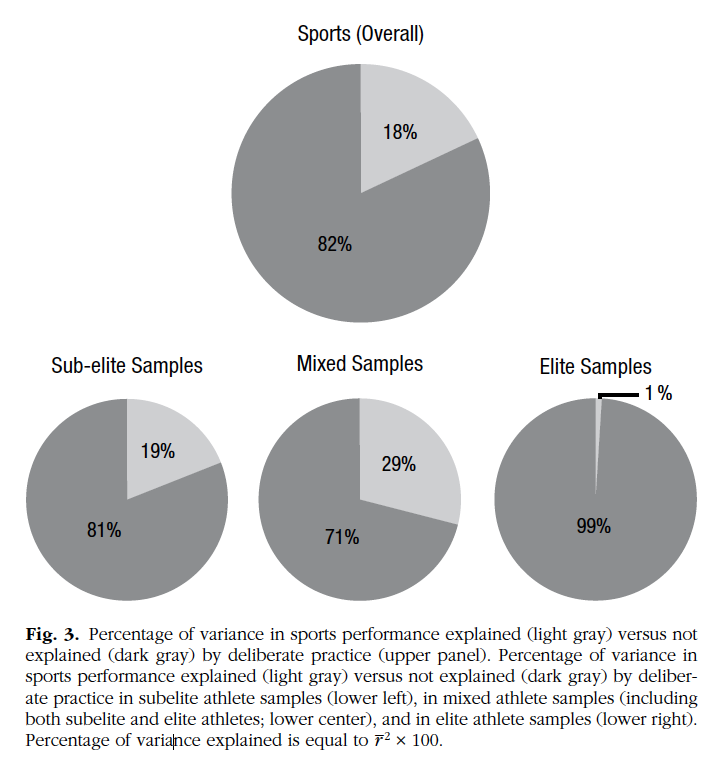 Sports (Overall)
18%
82%
Sub-elite Samples
Mixed Samples
Elite Samples
1%
19%
29%
81%
71%
99%
Fig. 3. Percentage of variance in sports performance explained (light gray) versus not
explained (dark gray) by deliberate practice (upper panel). Percentage of variance in
sports performance explained (light gray) versus not explained (dark gray) by deliber-
ate practice in subelite athlete samples (lower left), in mixed athlete samples (including
both subelite and elite athletes; lower center), and in elite athlete samples (lower right).
Percentage of variance explained is equal to r̅² × 100.